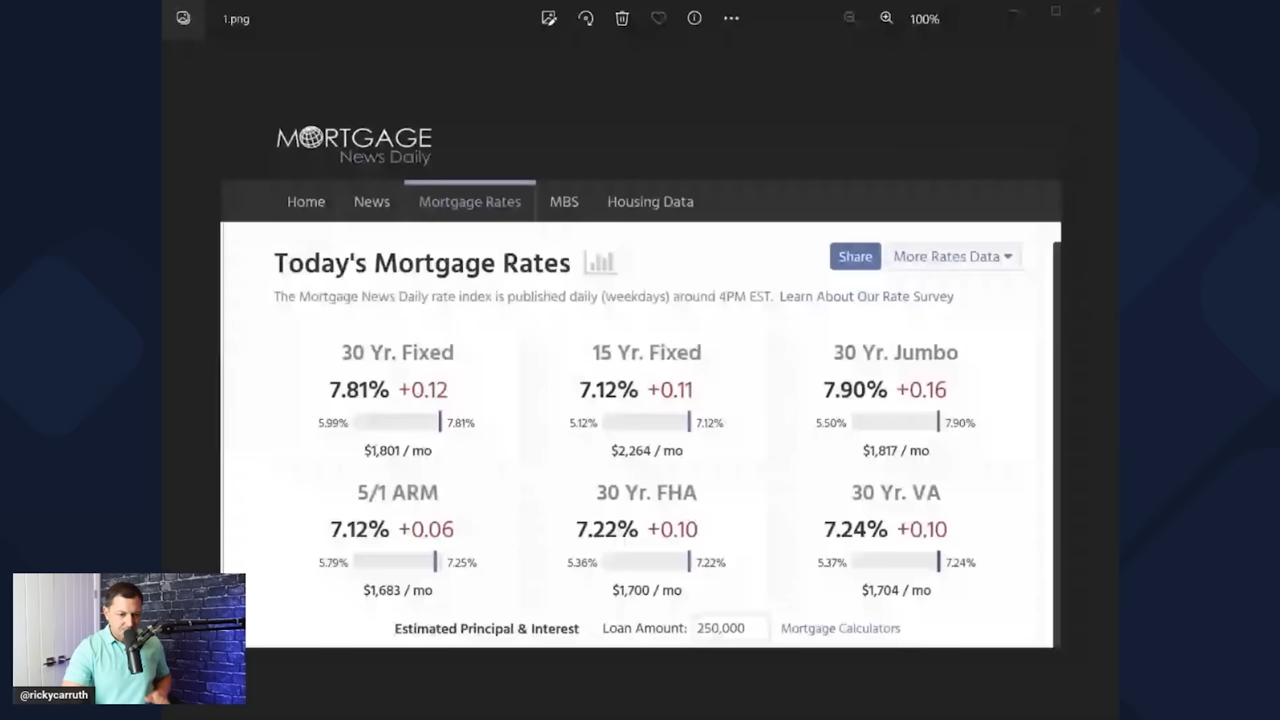 1.png
100%
MORTGAGE
News Daily
Home News Mortgage Rates MBS Housing Data
Today's Mortgage Rates
Share More Rates Data
The Mortgage News Daily rate index is published daily (weekdays) around 4PM EST. Learn About Our Rate Survey
30 Yr. Fixed 15 Yr. Fixed 30 Yr. Jumbo
7.81% +0.12 7.12% +0.11 7.90% +0.16
5.99% 7.81% 5.12% 7.12% 5.50% 7.90%
$1,801 / mo $2,264 / mo $1,817 / mo
5/1 ARM 30 Yr. FHA 30 Yr. VA
7.12% +0.06 7.22% +0.10 7.24% +0.10
5.79% 7.25% 5.36% 7.22% 5.37% 7.24%
$1,683 / mo $1,700 / mo $1,704 / mo
Estimated Principal & Interest Loan Amount: 250,000 Mortgage Calculators
@rickycarruth